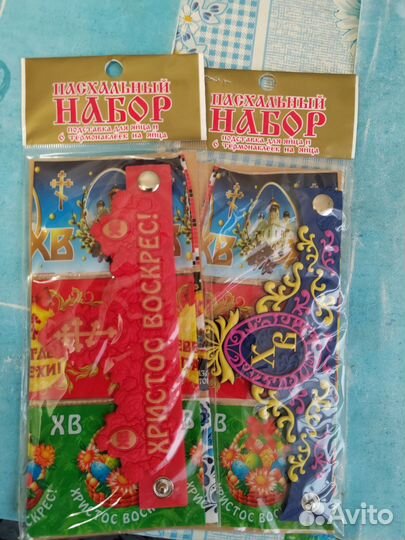 ПАСХАЛЬНЫЙ
НАБОР
ПОДСТАВКА ДЛЯ ЯЙЦА И
6 ТЕРМОНАКЛЕЕК НА ЯЙЦА
ХВ
ХРИСТОС ВОСКРЕС!
ХВ
ХРИСТОС ВОСКРЕС!
ПАСХАЛЬНЫЙ
НАБОР
ПОДСТАВКА ДЛЯ ЯЙЦА И
6 ТЕРМОНАКЛЕЕК НА ЯЙЦА
ХВ
Х
В
ХВ
Avito